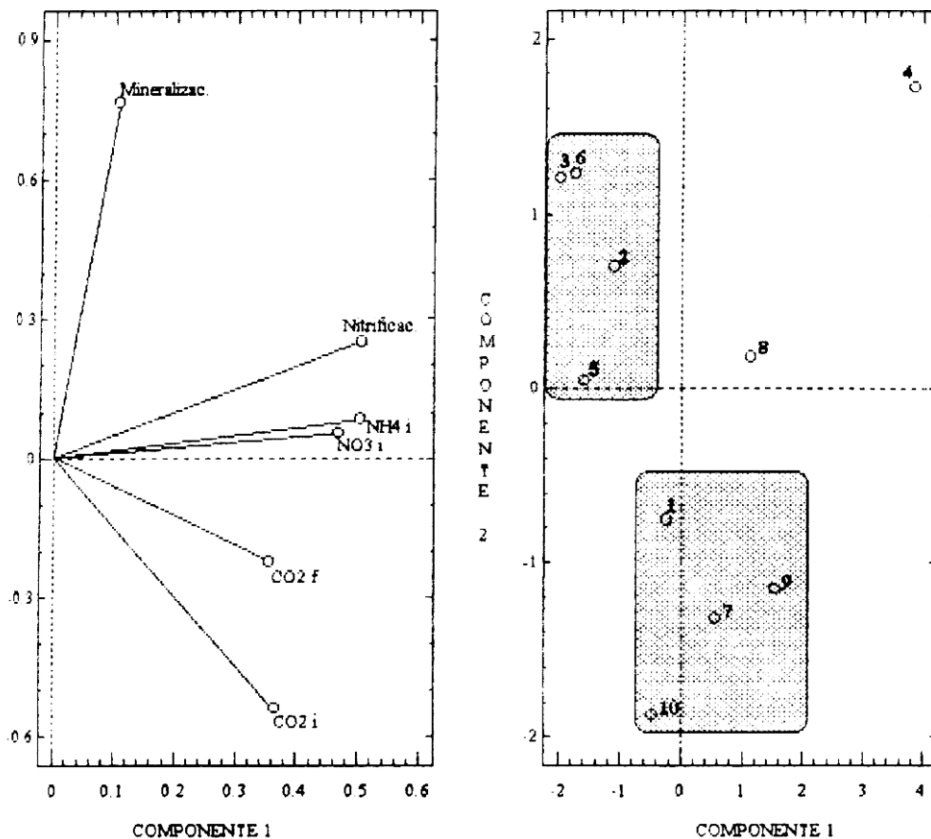 0.9
0.6
0.3
0
-0.3
-0.6
Mineralizac.
Nitrificac.
NH4 i
NO3 i
CO2 f
CO2 i
0 0.1 0.2 0.3 0.4 0.5 0.6
COMPONENTE 1
COMPONENTE 2
2
1
0
-1
-2
4
3 6
2
5
8
1
9
7
10
-2 -1 0 1 2 3 4
COMPONENTE 1